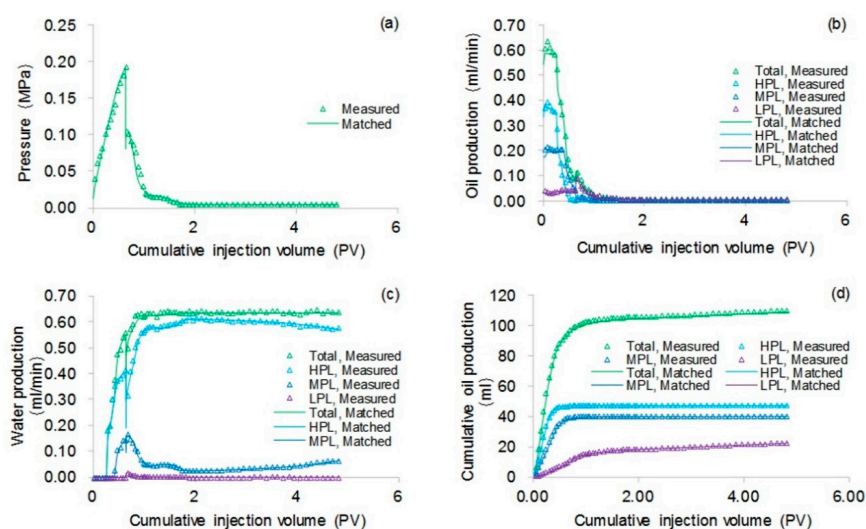 (a)
0.25
0.20
0.15
0.10
0.05
0.00
Pressure (MPa)
Measured
Matched
0 2 4 6
Cumulative injection volume (PV)
(b)
0.70
0.60
0.50
0.40
0.30
0.20
0.10
0.00
Oil production (ml/min)
Total, Measured
HPL, Measured
MPL, Measured
LPL, Measured
Total, Matched
HPL, Matched
MPL, Matched
LPL, Matched
0 2 4 6
Cumulative injection volume (PV)
(c)
0.70
0.60
0.50
0.40
0.30
0.20
0.10
0.00
Water production
(ml/min)
Total, Measured
HPL, Measured
MPL, Measured
LPL, Measured
Total, Matched
HPL, Matched
MPL, Matched
0 2 4 6
Cumulative injection volume (PV)
(d)
120
100
80
60
40
20
0
Cumulative oil production
(ml)
Total, Measured HPL, Measured
MPL, Measured LPL, Measured
Total, Matched HPL, Matched
MPL, Matched LPL, Matched
0.00 2.00 4.00 6.00
Cumulative injection volume (PV)